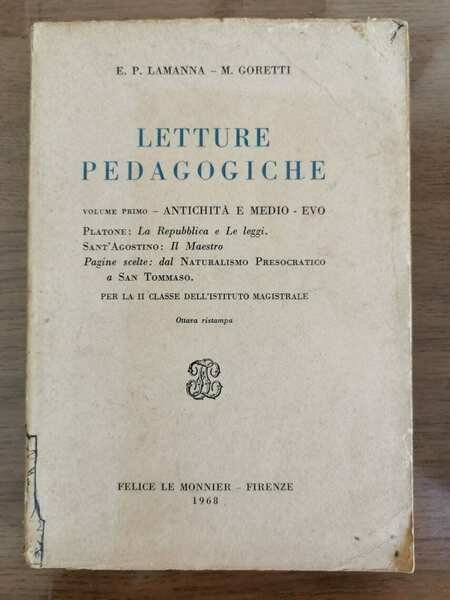 E. P. LAMANNA – M. GORETTI
LETTURE
PEDAGOGICHE
VOLUME PRIMO – ANTICHITÀ E MEDIO - EVO
PLATONE: La Repubblica e Le leggi.
SANT'AGOSTINO: Il Maestro
Pagine scelte: dal NATURALISMO PRESOCRATICO
a SAN TOMMASO.
PER LA II CLASSE DELL'ISTITUTO MAGISTRALE
Ottava ristampa
FELICE LE MONNIER – FIRENZE
1968